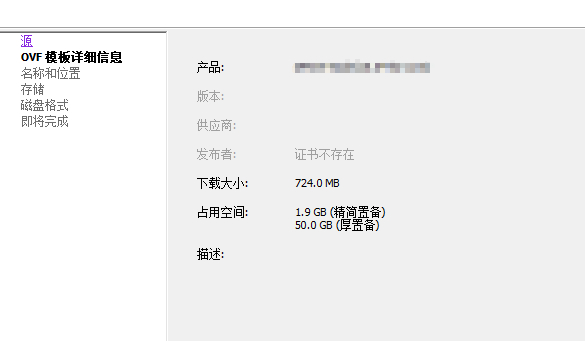 源
OVF 模板详细信息
名称和位置
存储
磁盘格式
即将完成
产品:
版本:
供应商:
发布者: 证书不存在
下载大小: 724.0 MB
占用空间: 1.9 GB (精简置备)
50.0 GB (厚置备)
描述: